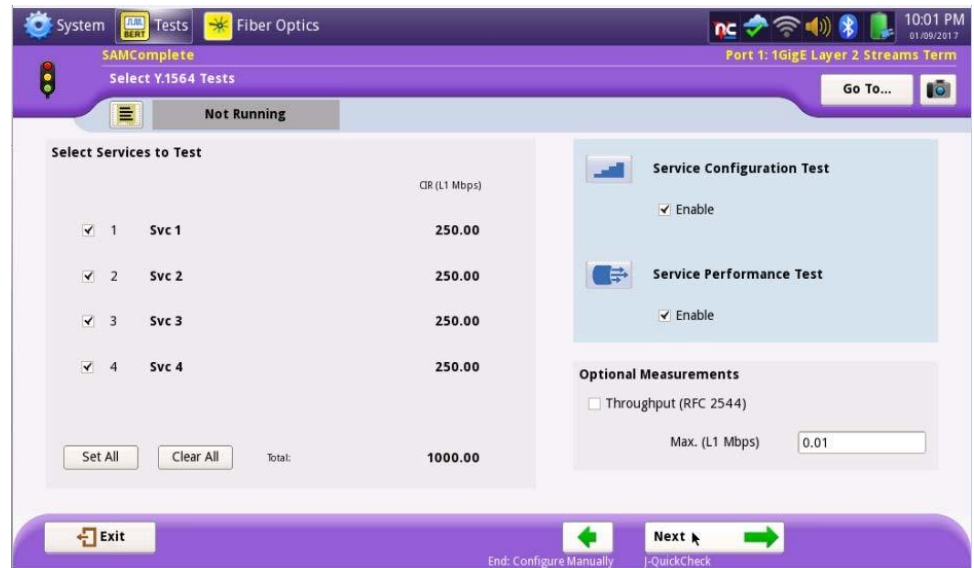 System
JLMN BERT Tests
Fiber Optics
10:01 PM
01/09/2017
SAMComplete
Port 1: 1GigE Layer 2 Streams Term
Select Y.1564 Tests
Go To...
Not Running
Select Services to Test
CIR (L1 Mbps)
1 Svc 1 250.00
2 Svc 2 250.00
3 Svc 3 250.00
4 Svc 4 250.00
Set All
Clear All
Total: 1000.00
Service Configuration Test
Enable
Service Performance Test
Enable
Optional Measurements
Throughput (RFC 2544)
Max. (L1 Mbps) 0.01
Exit
Next
End: Configure Manually
J-QuickCheck